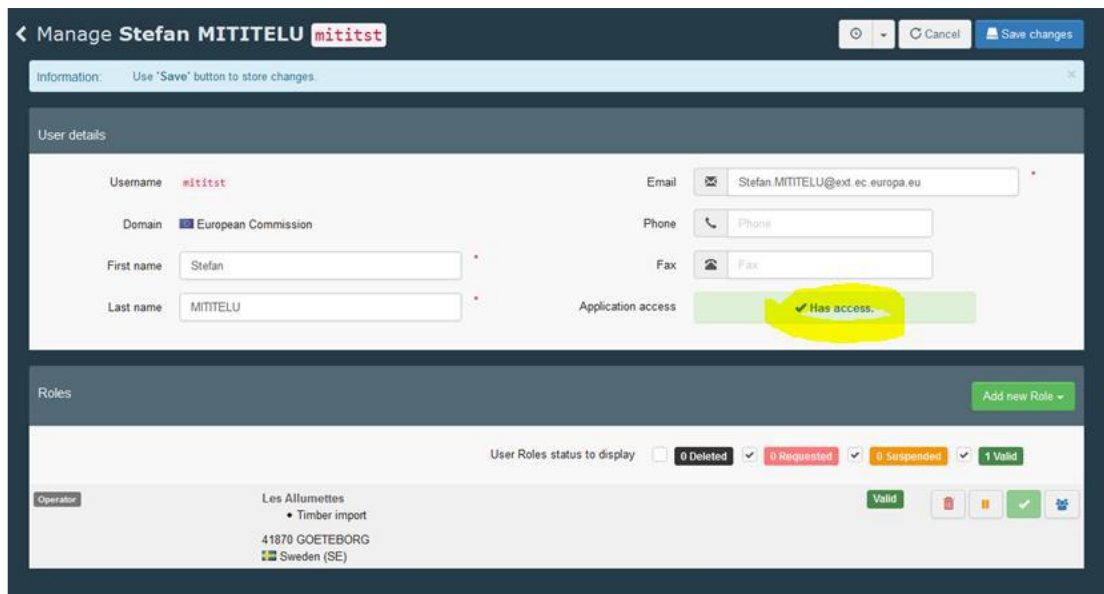 Manage Stefan MITITELU mititst
Cancel
Save changes
Information: Use "Save" button to store changes.
User details
Username mititst
Email Stefan.MITITELU@ext.ec.europa.eu *
Domain European Commission
Phone Phone
First name Stefan *
Fax Fax
Last name MITITELU *
Application access Has access.
Roles
Add new Role
User Roles status to display 0 Deleted 0 Requested 0 Suspended 1 Valid
Operator
Les Allumettes
• Timber import
41870 GOETEBORG
Sweden (SE)
Valid